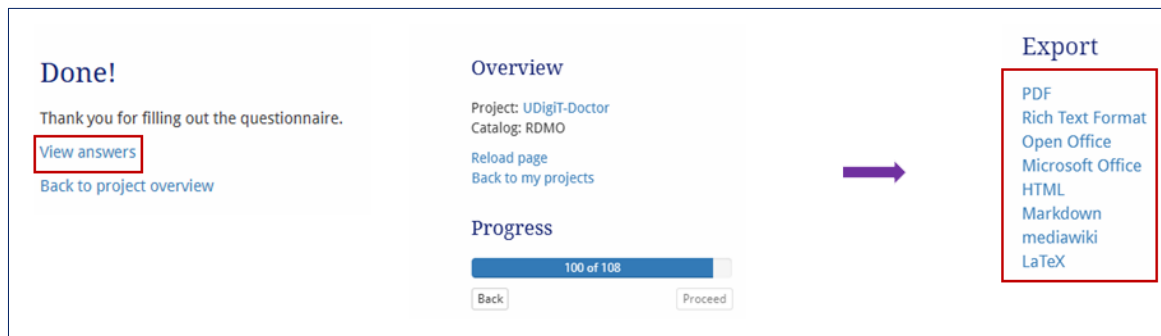 Done!
Thank you for filling out the questionnaire.
View answers
Back to project overview
Overview
Project: UDigiT-Doctor
Catalog: RDMO
Reload page
Back to my projects
Progress
100 of 108
Back
Proceed
Export
PDF
Rich Text Format
Open Office
Microsoft Office
HTML
Markdown
mediawiki
LaTeX